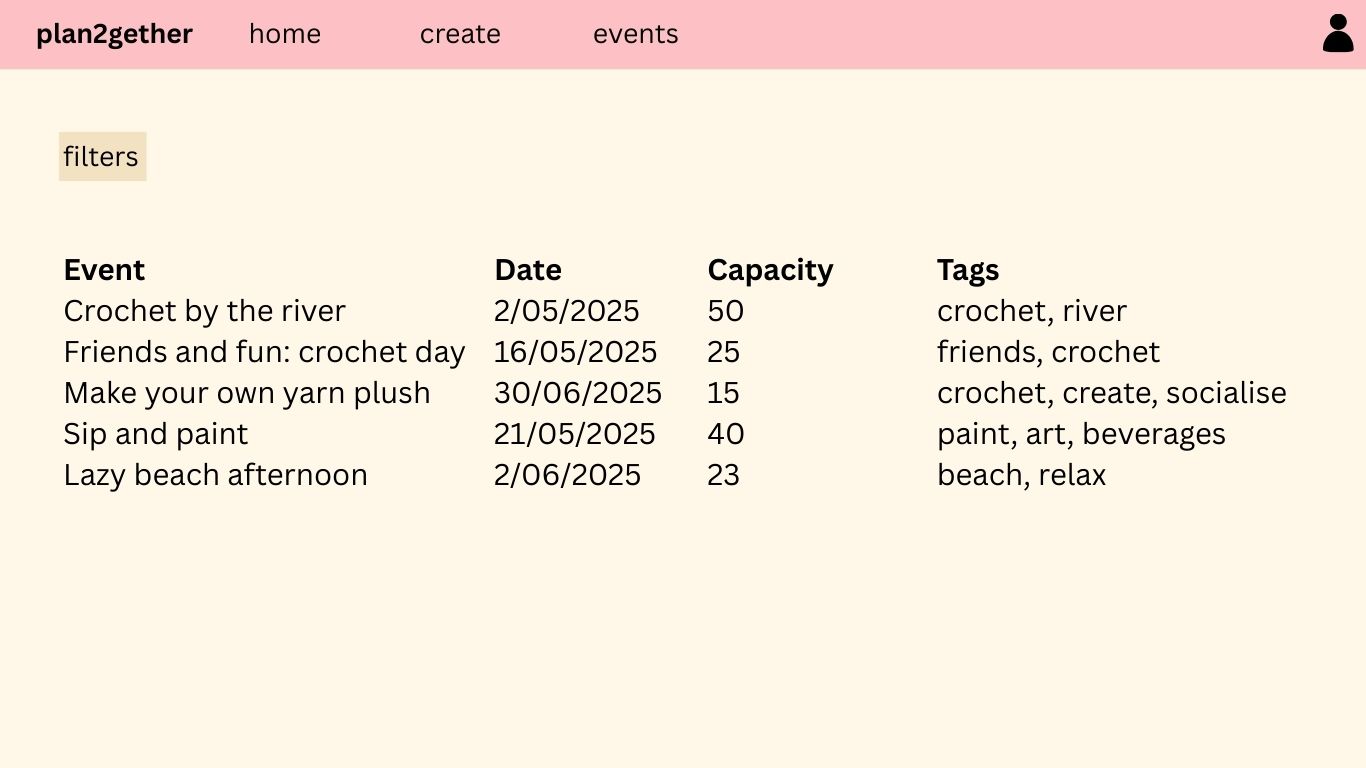 plan2gether home create events
filters
Event Date Capacity Tags
Crochet by the river 2/05/2025 50 crochet, river
Friends and fun: crochet day 16/05/2025 25 friends, crochet
Make your own yarn plush 30/06/2025 15 crochet, create, socialise
Sip and paint 21/05/2025 40 paint, art, beverages
Lazy beach afternoon 2/06/2025 23 beach, relax